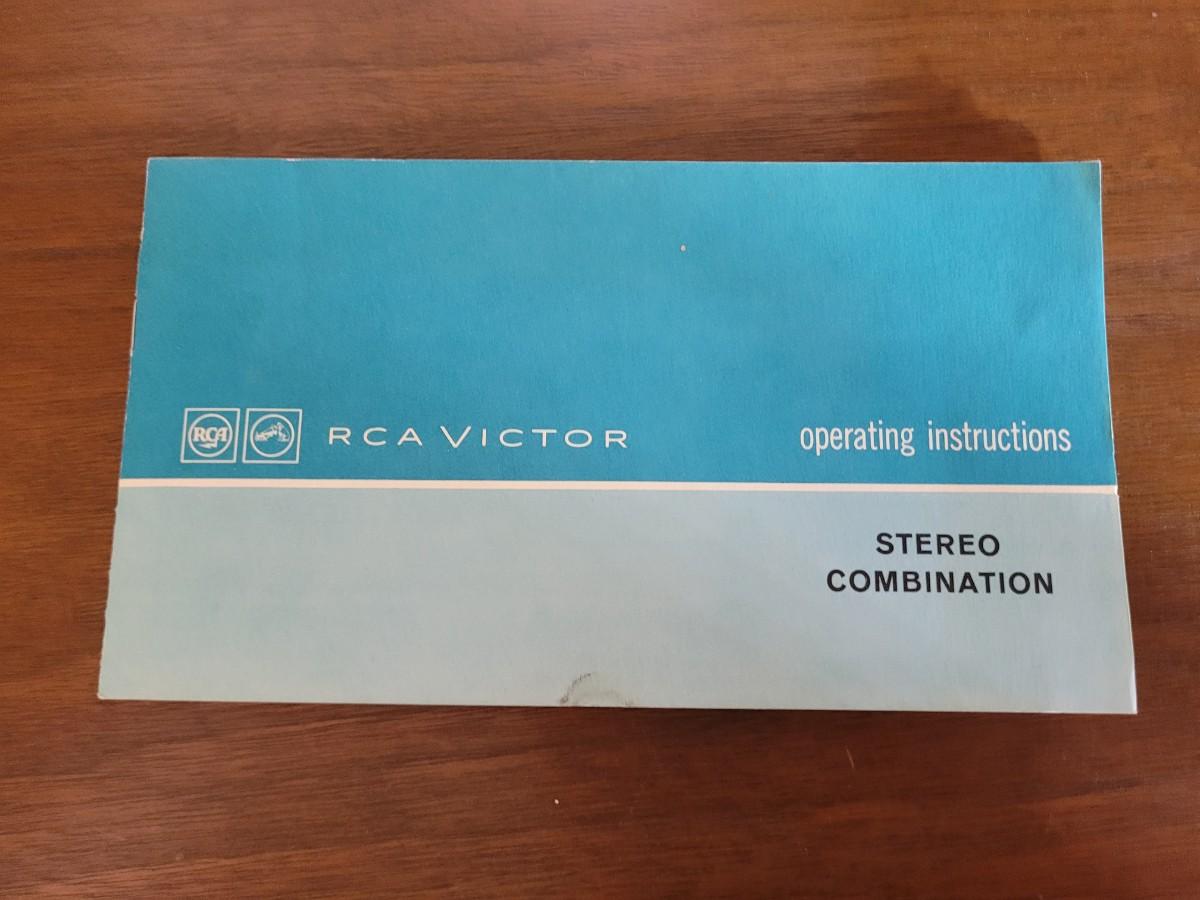 RCA
RCA VICTOR
operating instructions
STEREO
COMBINATION